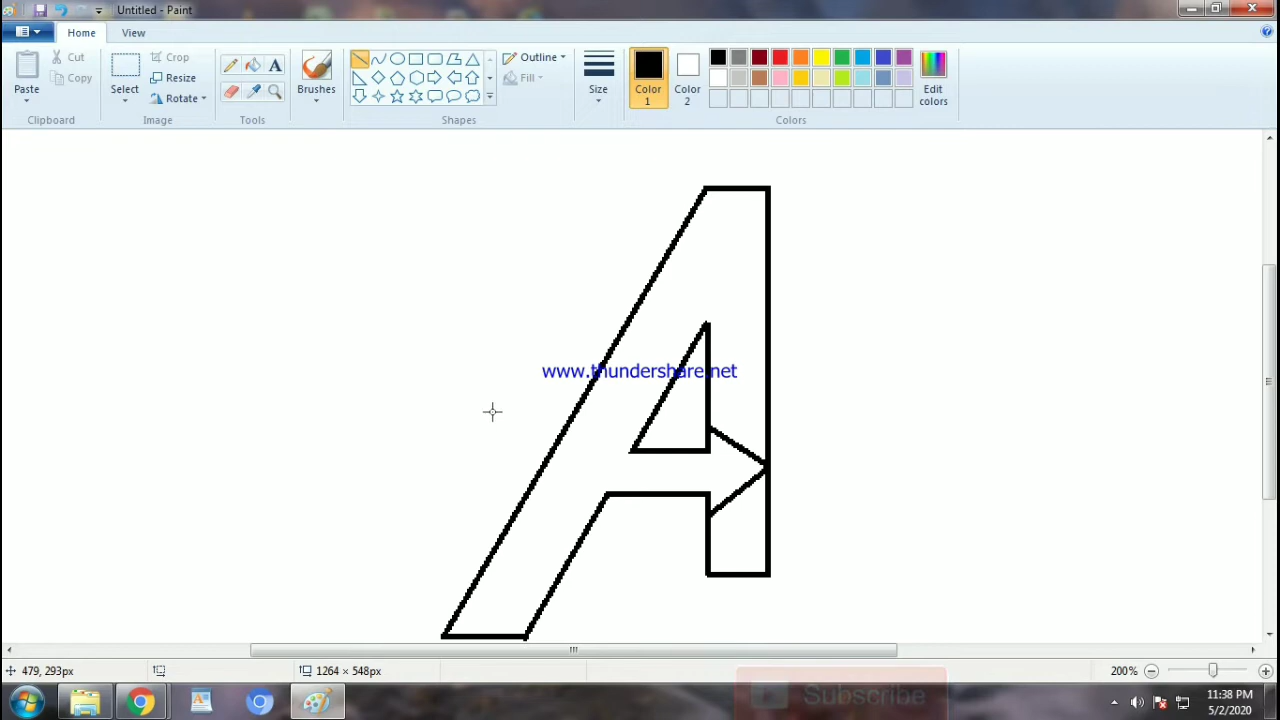 Untitled - Paint
Home View
Paste
Cut
Copy
Clipboard
Select
Crop
Resize
Rotate
Image
A
Tools
Brushes
Outline
Fill
Shapes
Size
Color 1
Color 2
Edit colors
Colors
A
www.thundershare.net
479, 293px
1264 × 548px
200%
Subscribe
11:38 PM
5/2/2020